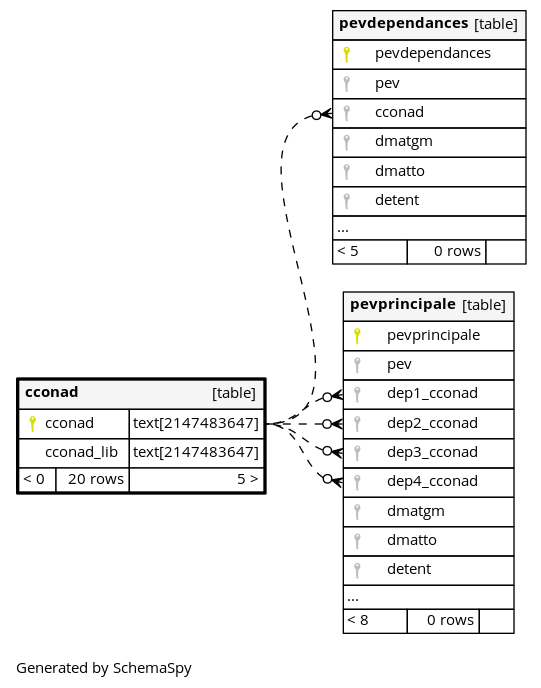 pevdependances [table]
pevdependances
pev
cconad
dmatgm
dmatto
detent
...
< 5 0 rows
pevprincipale [table]
pevprincipale
pev
dep1_cconad
dep2_cconad
dep3_cconad
dep4_cconad
dmatgm
dmatto
detent
...
< 8 0 rows
cconad [table]
cconad text[2147483647]
cconad_lib text[2147483647]
< 0 20 rows 5 >
Generated by SchemaSpy